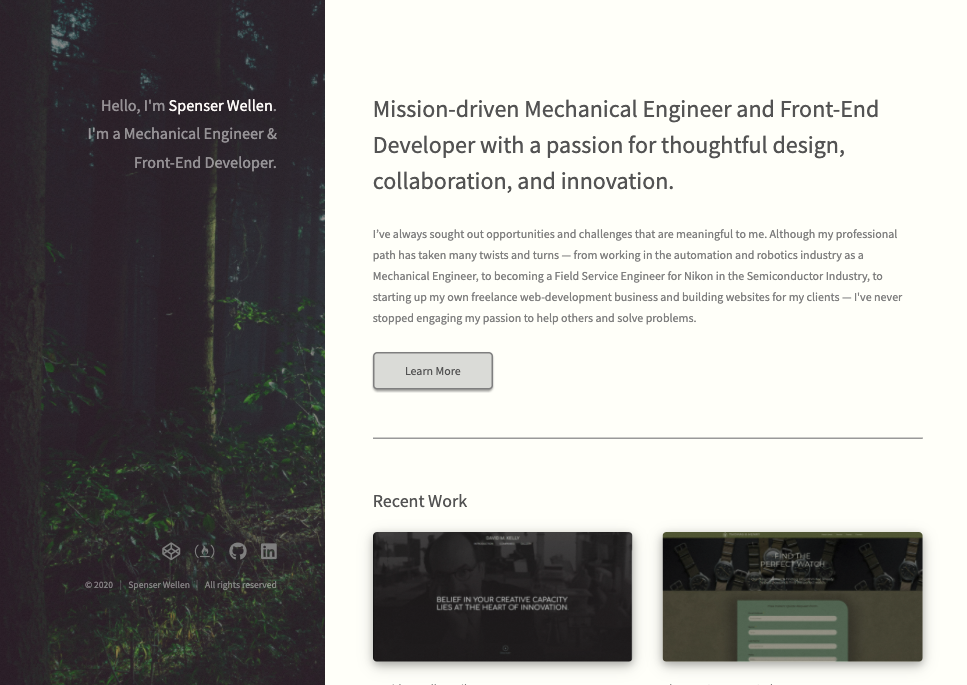 Hello, I'm Spenser Wellen.
I'm a Mechanical Engineer &
Front-End Developer.
© 2020 | Spenser Wellen | All rights reserved
Mission-driven Mechanical Engineer and Front-End
Developer with a passion for thoughtful design,
collaboration, and innovation.
I've always sought out opportunities and challenges that are meaningful to me. Although my professional
path has taken many twists and turns — from working in the automation and robotics industry as a
Mechanical Engineer, to becoming a Field Service Engineer for Nikon in the Semiconductor Industry, to
starting up my own freelance web-development business and building websites for my clients — I've never
stopped engaging my passion to help others and solve problems.
Learn More
Recent Work
DAVID M. KELLY
BELIEF IN YOUR CREATIVE CAPACITY
LIES AT THE HEART OF INNOVATION
FIND THE
PERFECT WATCH